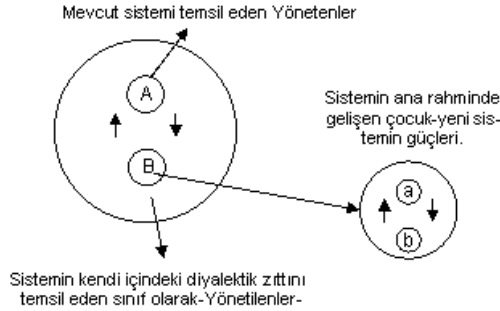 Mevcut sistemi temsil eden Yönetenler
A
B
Sistemin ana rahminde
gelişen çocuk-yeni sis-
temin güçleri.
a
b
Sistemin kendi içindeki diyalektik zıttını
temsil eden sınıf olarak-Yönetilenler-